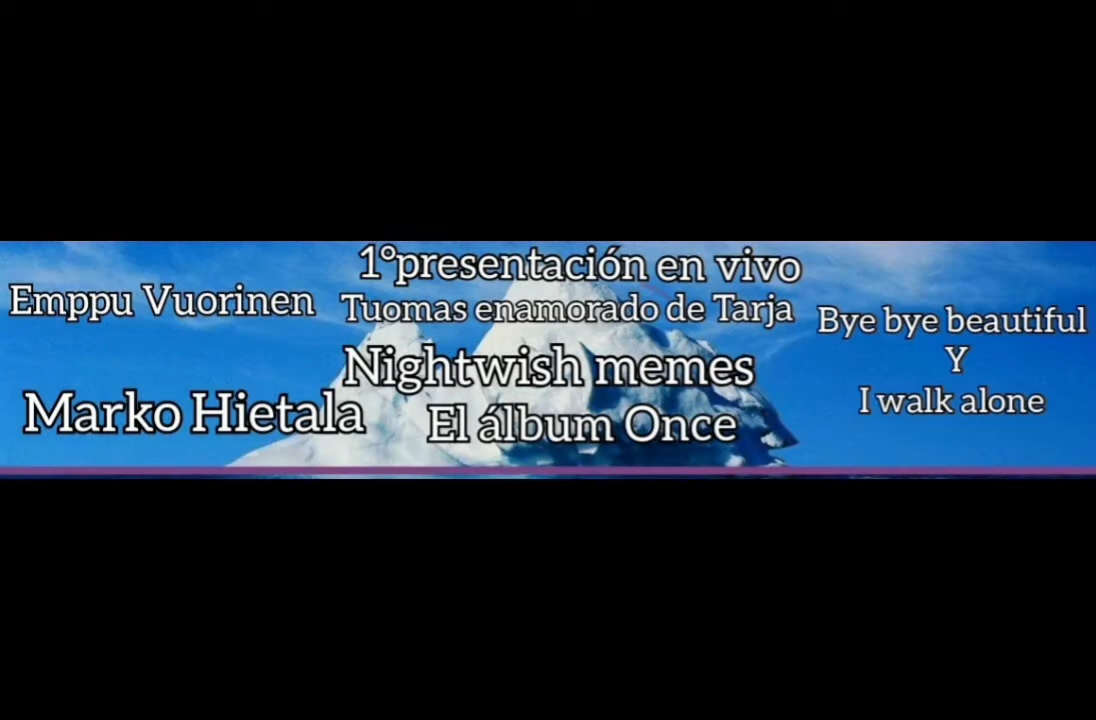 1°presentación en vivo
Emppu Vuorinen
Tuomas enamorado de Tarja
Bye bye beautiful
Y
I walk alone
Nightwish memes
Marko Hietala
El álbum Once